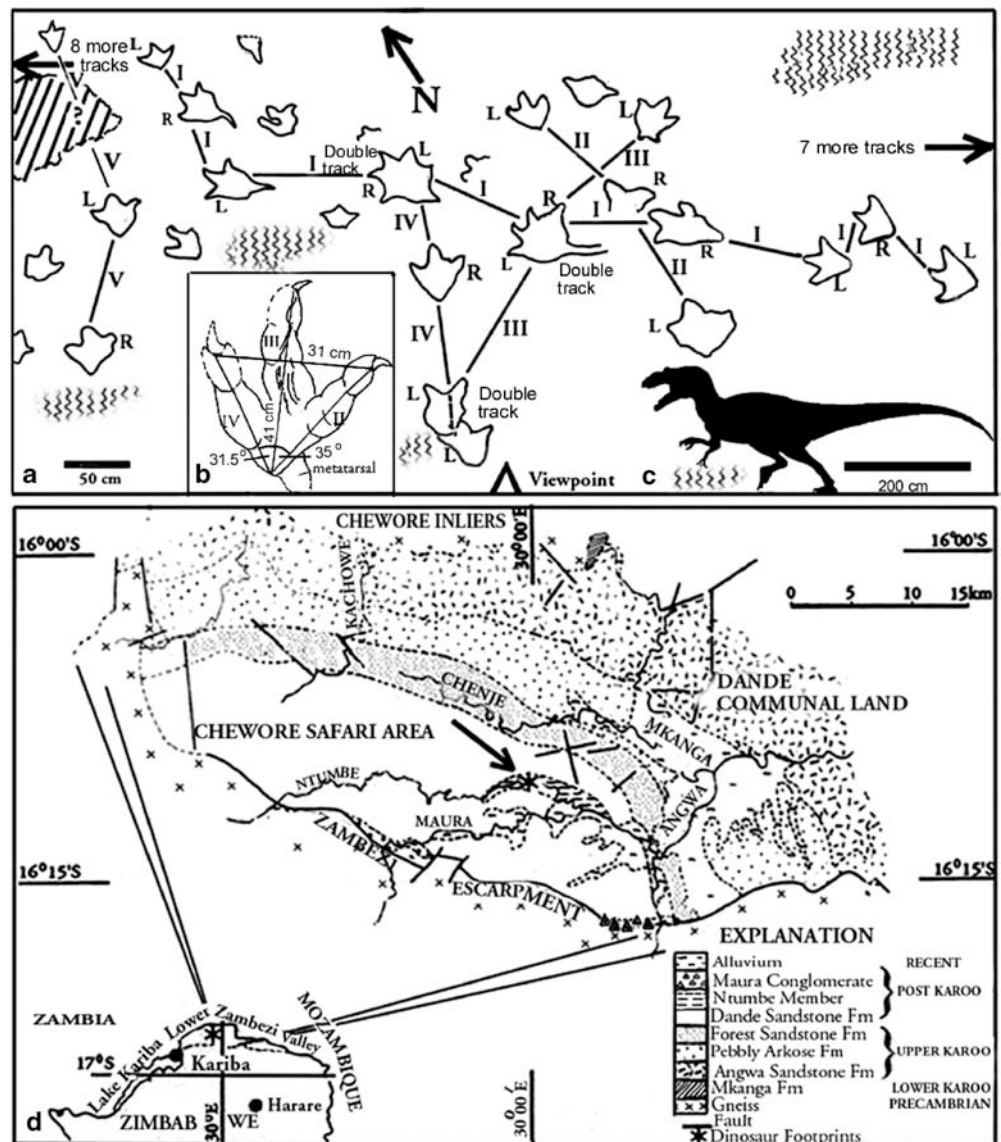 8 more
tracks
L
I
R
I
L
V
?
V
L
V
R
N
Double
track
I
L
R
I
IV
R
IV
L
II
L
III
R
R
I
L
Double
track
R
I
II
L
III
7 more tracks
I
L
R
I
L
L
Double
track
L
Viewpoint
a
50 cm
b
III
31 cm
IV
41 cm
II
31.5°
35°
metatarsal
c
200 cm
CHEWORE INLIERS
30°00'E
16°00'S
16°00'S
0 5 10 15km
KACHOWE
CHENJE
DANDE
COMMUNAL LAND
MKANGA
CHEWORE SAFARI AREA
NTUMBE
ANGWA
MAURA
ZAMBEZI
ESCARPMENT
16°15'S
16°15'S
EXPLANATION
Alluvium RECENT
Maura Conglomerate
Ntumbe Member POST KAROO
Dande Sandstone Fm
Forest Sandstone Fm
Pebbly Arkose Fm UPPER KAROO
Angwa Sandstone Fm
Mkanga Fm LOWER KAROO
Gneiss PRECAMBRIAN
Fault
Dinosaur Footprints
ZAMBIA
Lake Kariba Lower Zambezi Valley
MOZAMBIQUE
17°S
Kariba
Harare
ZIMBAB WE
30°E
30°00'E
d